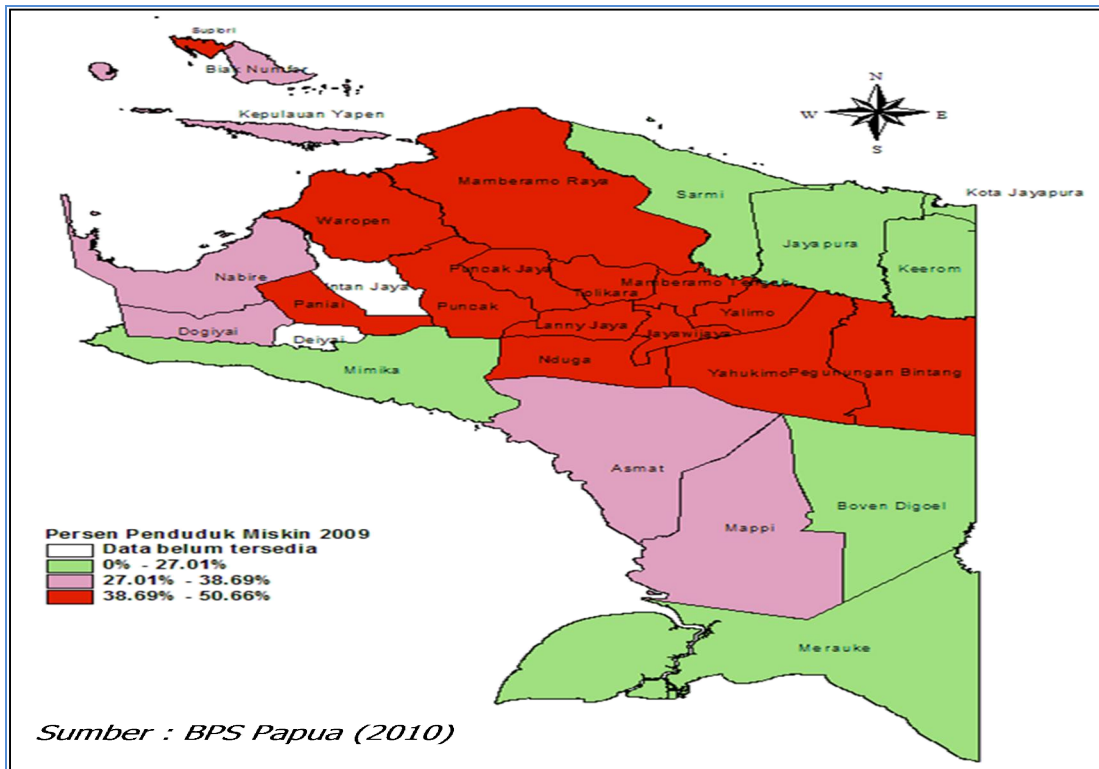 Supiori
Biak Numfor
N
Kepulauan Yapen
W E
S
Mamberamo Raya
Sarmi
Kota Jayapura
Waropen
Jayapura
Puncak Jaya
Keerom
Nabire
Intan Jaya
Mamberamo Tengah
Tolikara
Paniai
Puncak
Yalimo
Lanny Jaya
Jayawijaya
Dogiyai
Deiyai
Nduga
Mimika
Yahukimo
Pegunungan Bintang
Asmat
Boven Digoel
Mappi
Persen Penduduk Miskin 2009
Data belum tersedia
0% - 27.01%
27.01% - 38.69%
38.69% - 50.66%
Merauke
Sumber : BPS Papua (2010)